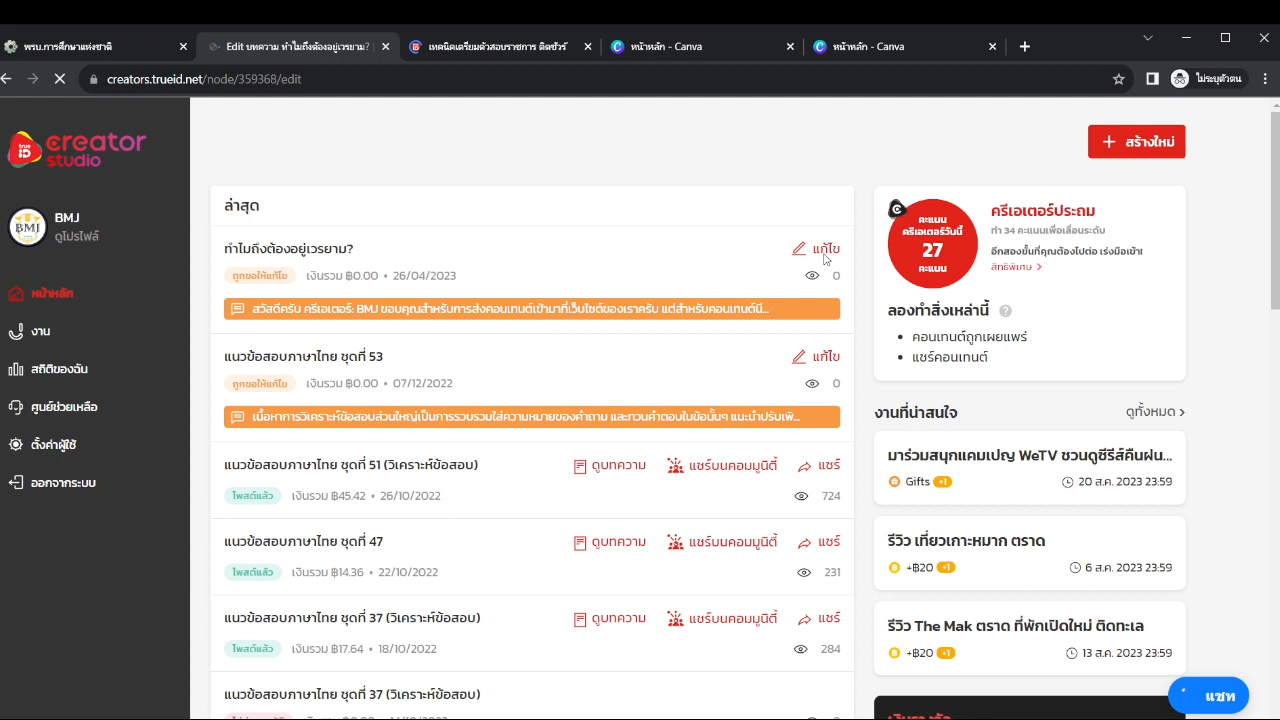 พรบ.การศึกษาแห่งชาติ
Edit บทความ ทำไมถึงต้องอยู่เวรยาม?
เทคนิคเตรียมตัวสอบราชการ ติดชัวร์
หน้าหลัก - Canva
หน้าหลัก - Canva
creators.trueid.net/node/359368/edit
ไม่ระบุตัวตน
true
iD
creator
studio
สร้างใหม่
BMJ
BMJ
ดูโปรไฟล์
หน้าหลัก
งาน
สถิติของฉัน
ศูนย์ช่วยเหลือ
ตั้งค่าผู้ใช้
ออกจากระบบ
ล่าสุด
ทำไมถึงต้องอยู่เวรยาม?
แก้ไข
ถูกขอให้แก้ไข เงินรวม ฿0.00 • 26/04/2023
0
สวัสดีครับ ครีเอเตอร์: BMJ ขอบคุณสำหรับการส่งคอนเทนต์เข้ามาที่เว็บไซต์ของเราครับ แต่สำหรับคอนเทนต์นี้...
แนวข้อสอบภาษาไทย ชุดที่ 53
แก้ไข
ถูกขอให้แก้ไข เงินรวม ฿0.00 • 07/12/2022
0
เนื้อหาการวิเคราะห์ข้อสอบส่วนใหญ่เป็นการรวบรวมใส่ความหมายของคำถาม และทวนคำตอบในข้อนั้นๆ แนะนำปรับเพิ่...
แนวข้อสอบภาษาไทย ชุดที่ 51 (วิเคราะห์ข้อสอบ)
ดูบทความ แชร์บนคอมมูนิตี้ แชร์
โพสต์แล้ว เงินรวม ฿45.42 • 26/10/2022
724
แนวข้อสอบภาษาไทย ชุดที่ 47
ดูบทความ แชร์บนคอมมูนิตี้ แชร์
โพสต์แล้ว เงินรวม ฿14.36 • 22/10/2022
231
แนวข้อสอบภาษาไทย ชุดที่ 37 (วิเคราะห์ข้อสอบ)
ดูบทความ แชร์บนคอมมูนิตี้ แชร์
โพสต์แล้ว เงินรวม ฿17.64 • 18/10/2022
284
แนวข้อสอบภาษาไทย ชุดที่ 37 (วิเคราะห์ข้อสอบ)
คะแนน
ครีเอเตอร์วันนี้
27
คะแนน
ครีเอเตอร์ประถม
ทำ 34 คะแนนเพื่อเลื่อนระดับ
อีกสองขั้นที่คุณต้องไปต่อ เร่งมือเข้า!
สิทธิพิเศษ
ลองทำสิ่งเหล่านี้
คอนเทนต์ถูกเผยแพร่
แชร์คอนเทนต์
งานที่น่าสนใจ
ดูทั้งหมด
มาร่วมสนุกแคมเปญ WeTV ชวนดูซีรีส์คืนฝน...
Gifts +1
20 ส.ค. 2023 23:59
รีวิว เที่ยวเกาะหมาก ตราด
+฿20 +1
6 ส.ค. 2023 23:59
รีวิว The Mak ตราด ที่พักเปิดใหม่ ติดทะเล
+฿20 +1
13 ส.ค. 2023 23:59
แชท